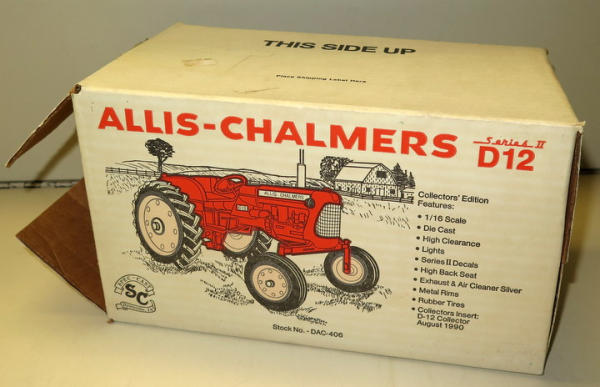 THIS SIDE UP
Place Shipping Label Here
ALLIS-CHALMERS
Series II
D12
ALLIS CHALMERS
Collectors' Edition
Features:
• 1/16 Scale
• Die Cast
• High Clearance
• Lights
• Series II Decals
• High Back Seat
• Exhaust & Air Cleaner Silver
• Metal Rims
• Rubber Tires
• Collectors Insert:
D-12 Collector
August 1990
SC
Stock No. - DAC-406